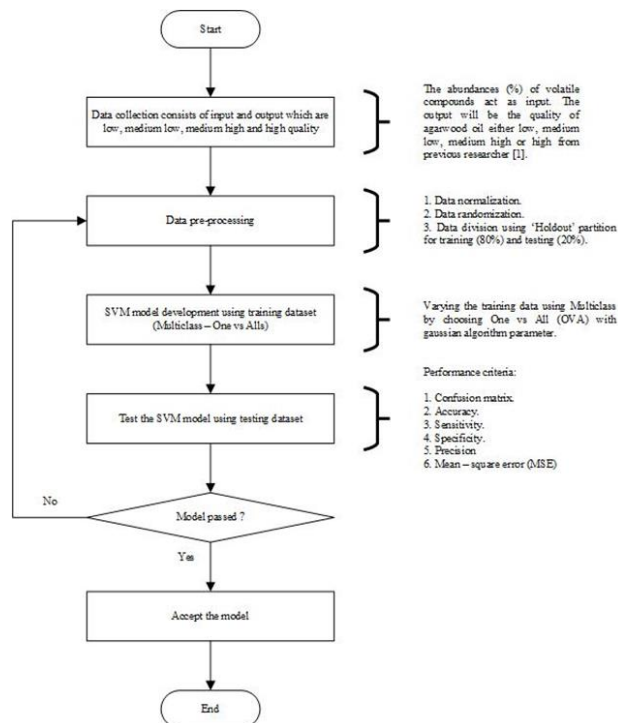 Start
Data collection consists of input and output which are
low, medium low, medium high and high quality
The abundances (%) of volatile
compounds act as input. The
output will be the quality of
agarwood oil either low, medium
low, medium high or high from
previous researcher [1].
Data pre-processing
1. Data normalization.
2. Data randomization.
3. Data division using ‘Holdout’ partition
for training (80%) and testing (20%).
SVM model development using training dataset
(Multiclass – One vs Alls)
Varying the training data using Multiclass
by choosing One vs All (OVA) with
gaussian algorithm parameter.
Test the SVM model using testing dataset
Performance criteria:
1. Confusion matrix.
2. Accuracy.
3. Sensitivity.
4. Specificity.
5. Precision
6. Mean – square error (MSE)
No
Model passed ?
Yes
Accept the model
End